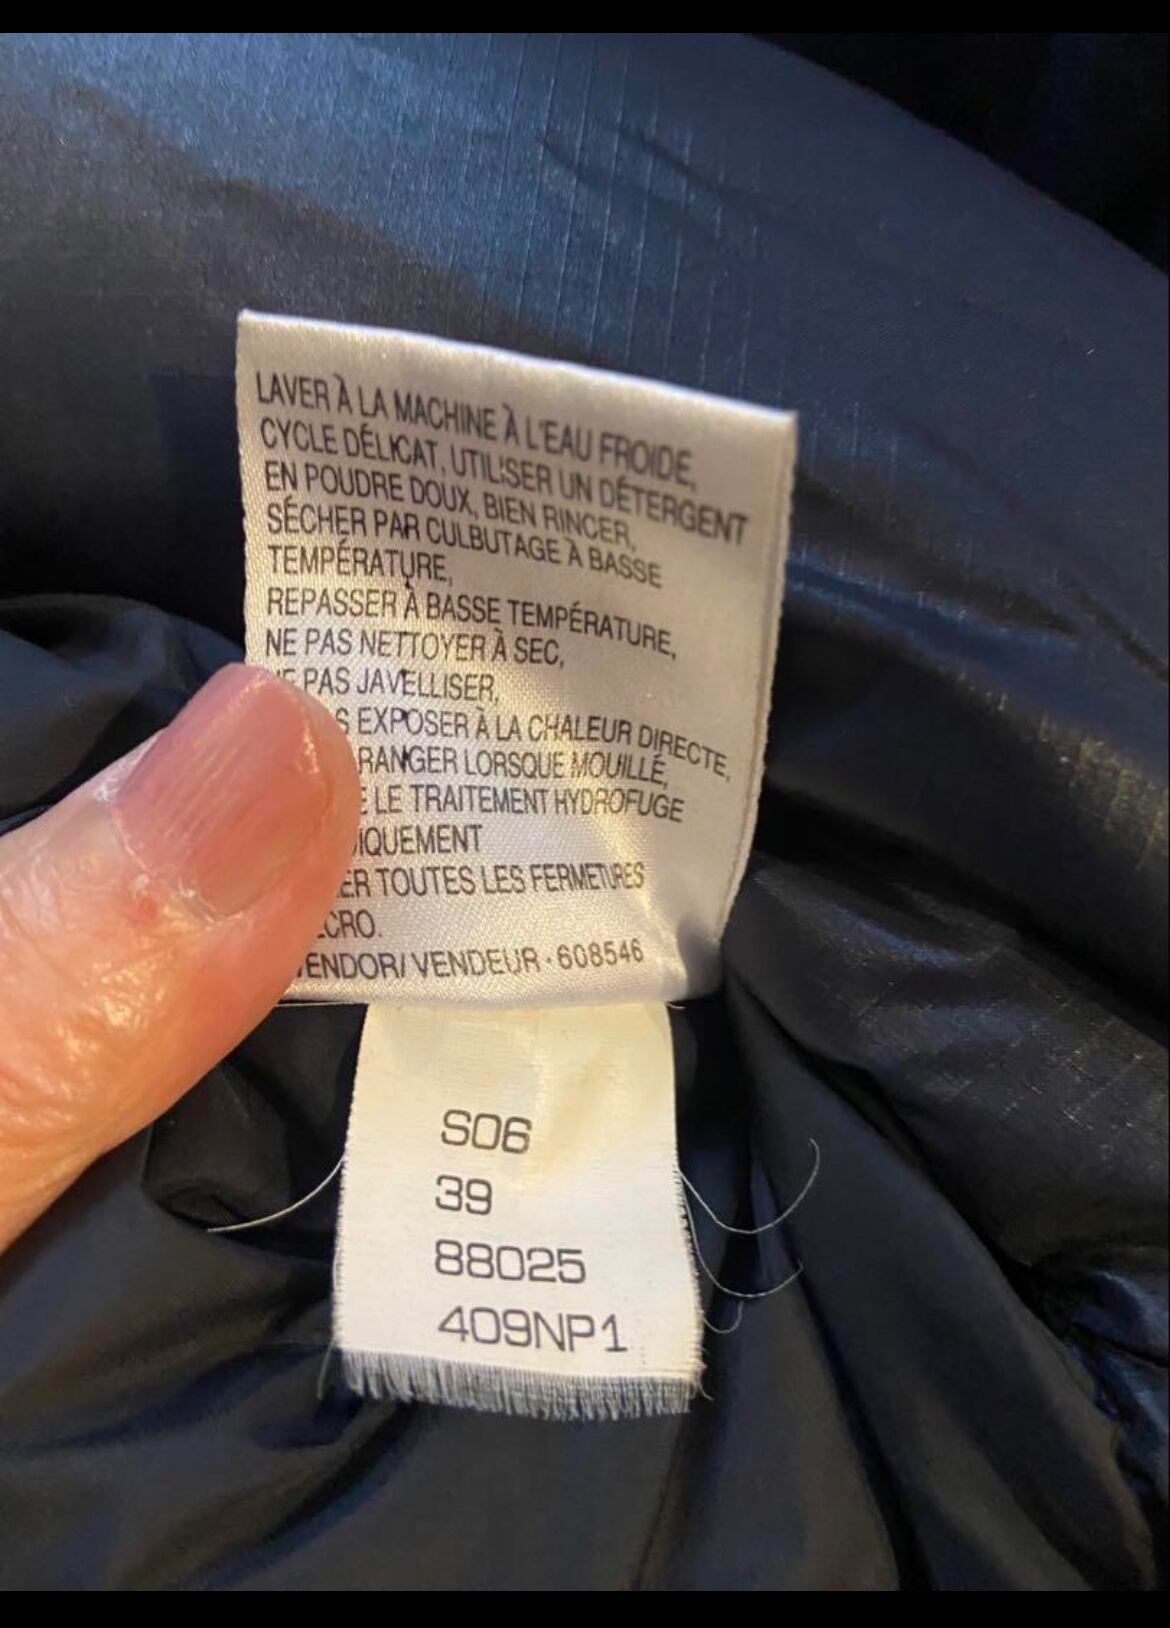 LAVER À LA MACHINE À L'EAU FROIDE,
CYCLE DÉLICAT, UTILISER UN DÉTERGENT
EN POUDRE DOUX, BIEN RINCER,
SÉCHER PAR CULBUTAGE À BASSE
TEMPÉRATURE,
REPASSER À BASSE TEMPÉRATURE,
NE PAS NETTOYER À SEC,
PAS JAVELLISER,
EXPOSER À LA CHALEUR DIRECTE,
RANGER LORSQUE MOUILLÉ,
LE TRAITEMENT HYDROFUGE
TOUTES LES FERMETURES
VENDEUR · 608546
S06
39
88025
409NP1